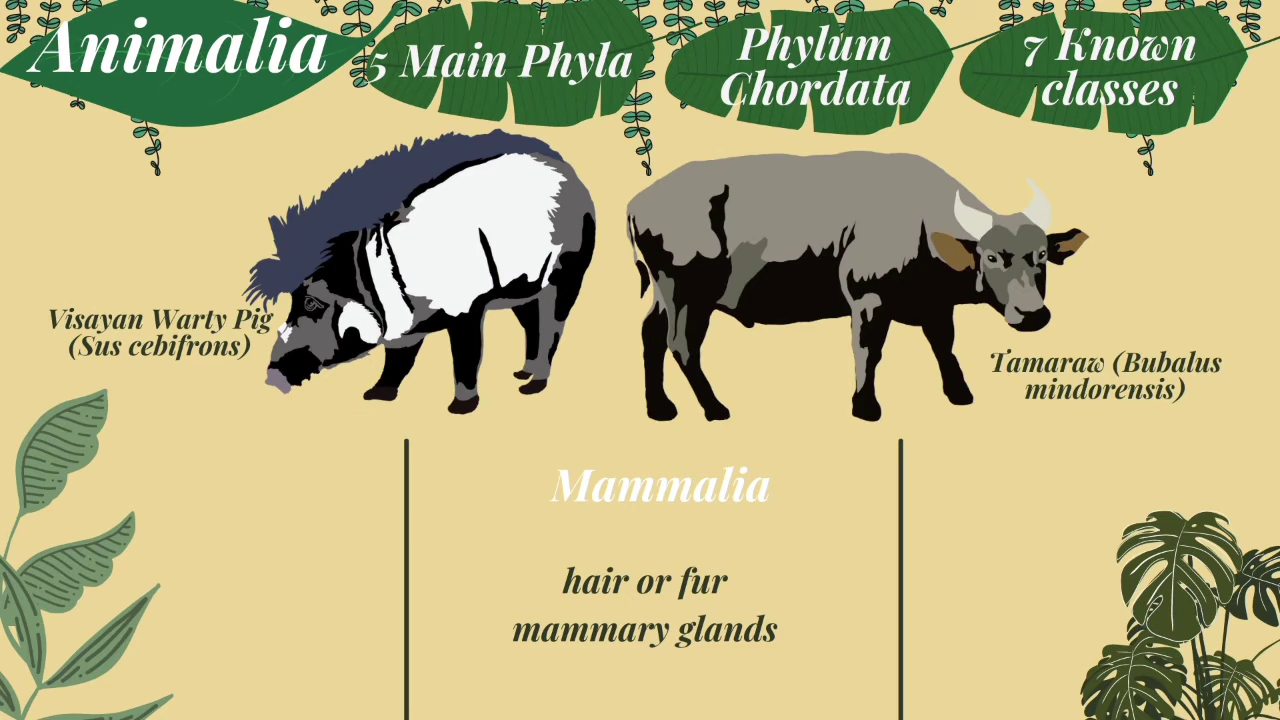 Animalia
5 Main Phyla
Phylum
Chordata
7 Known
classes
Visayan Warty Pig
(Sus cebifrons)
Tamaraw (Bubalus
mindorensis)
Mammalia
hair or fur
mammary glands